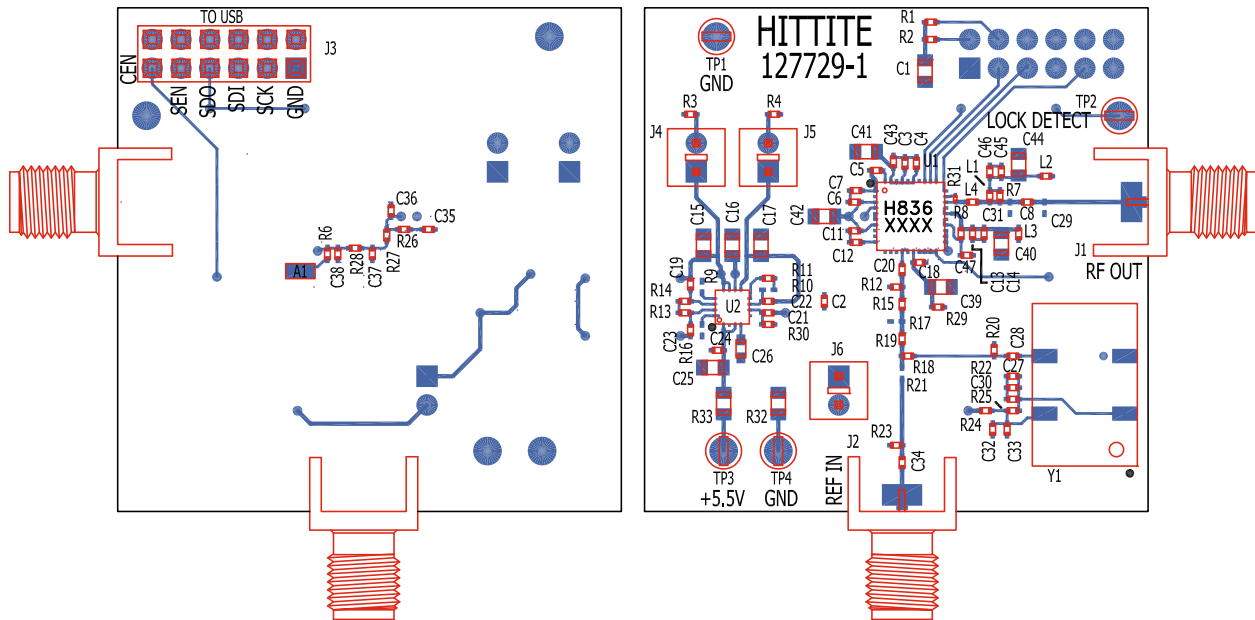 TO USB
J3
CEN
SEN
SDO
SDI
SCK
GND
C36
C35
R26
R27
R6
C38
R28
C37
A1
HITTITE
127729-1
TP1
GND
R1
R2
C1
TP2
LOCK DETECT
R3
R4
J4
J5
C41
C43
C3
C4
U1
C5
C7
C6
C42
C11
C12
H836
XXXX
R31
L1
C46
C45
C44
L2
L4
R7
R8
C31
C8
C29
L3
C40
C47
J1
RF OUT
C13
C14
C15
C16
C17
C19
R9
R11
R10
R14
R13
U2
C22
C21
R30
C23
R16
C24
C26
C25
C2
C20
C18
R12
R15
C39
R29
R17
R19
R18
R21
J6
R20
C28
R22
C27
C30
R25
R24
C32
C33
Y1
R33
R32
TP3
+5.5V
TP4
GND
R23
C34
J2
REF IN